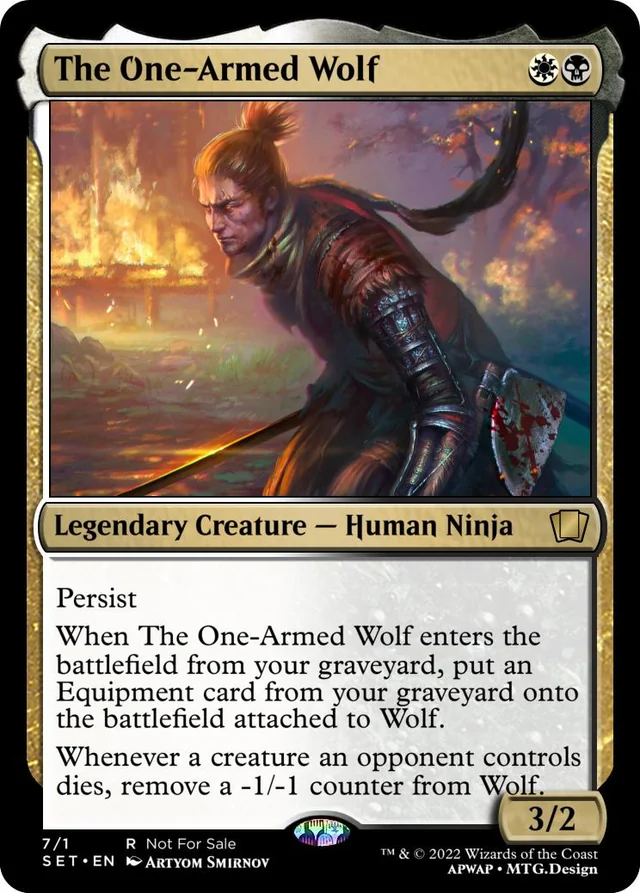 The One-Armed Wolf
Legendary Creature — Human Ninja
Persist
When The One-Armed Wolf enters the
battlefield from your graveyard, put an
Equipment card from your graveyard onto
the battlefield attached to Wolf.
Whenever a creature an opponent controls
dies, remove a -1/-1 counter from Wolf.
3/2
7/1 R Not For Sale
SET • EN ARTYOM SMIRNOV
™ & © 2022 Wizards of the Coast
APWAP • MTG.Design